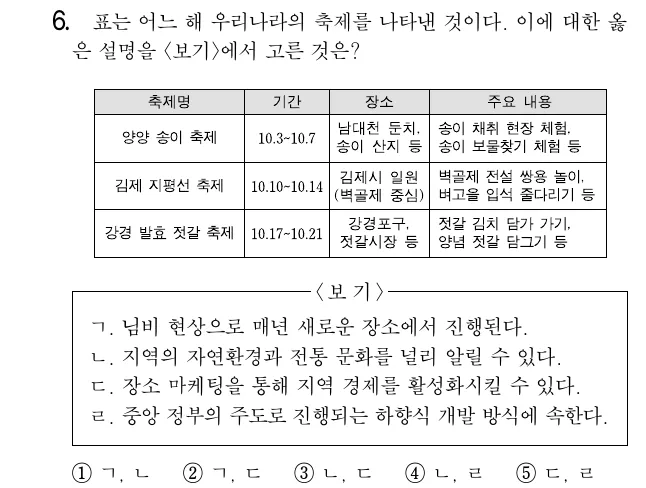 6. 표는 어느 해 우리나라의 축제를 나타낸 것이다. 이에 대한 옳
은 설명을 〈보기〉에서 고른 것은?
축제명 기간 장소 주요 내용
양양 송이 축제 10.3~10.7 남대천 둔치, 송이 산지 등 송이 채취 현장 체험, 송이 보물찾기 체험 등
김제 지평선 축제 10.10~10.14 김제시 일원 (벽골제 중심) 벽골제 전설 쌍용 놀이, 벼고을 입석 줄다리기 등
강경 발효 젓갈 축제 10.17~10.21 강경포구, 젓갈시장 등 젓갈 김치 담가 가기, 양념 젓갈 담그기 등
〈보 기〉
ㄱ. 님비 현상으로 매년 새로운 장소에서 진행된다.
ㄴ. 지역의 자연환경과 전통 문화를 널리 알릴 수 있다.
ㄷ. 장소 마케팅을 통해 지역 경제를 활성화시킬 수 있다.
ㄹ. 중앙 정부의 주도로 진행되는 하향식 개발 방식에 속한다.
① ㄱ, ㄴ ② ㄱ, ㄷ ③ ㄴ, ㄷ ④ ㄴ, ㄹ ⑤ ㄷ, ㄹ